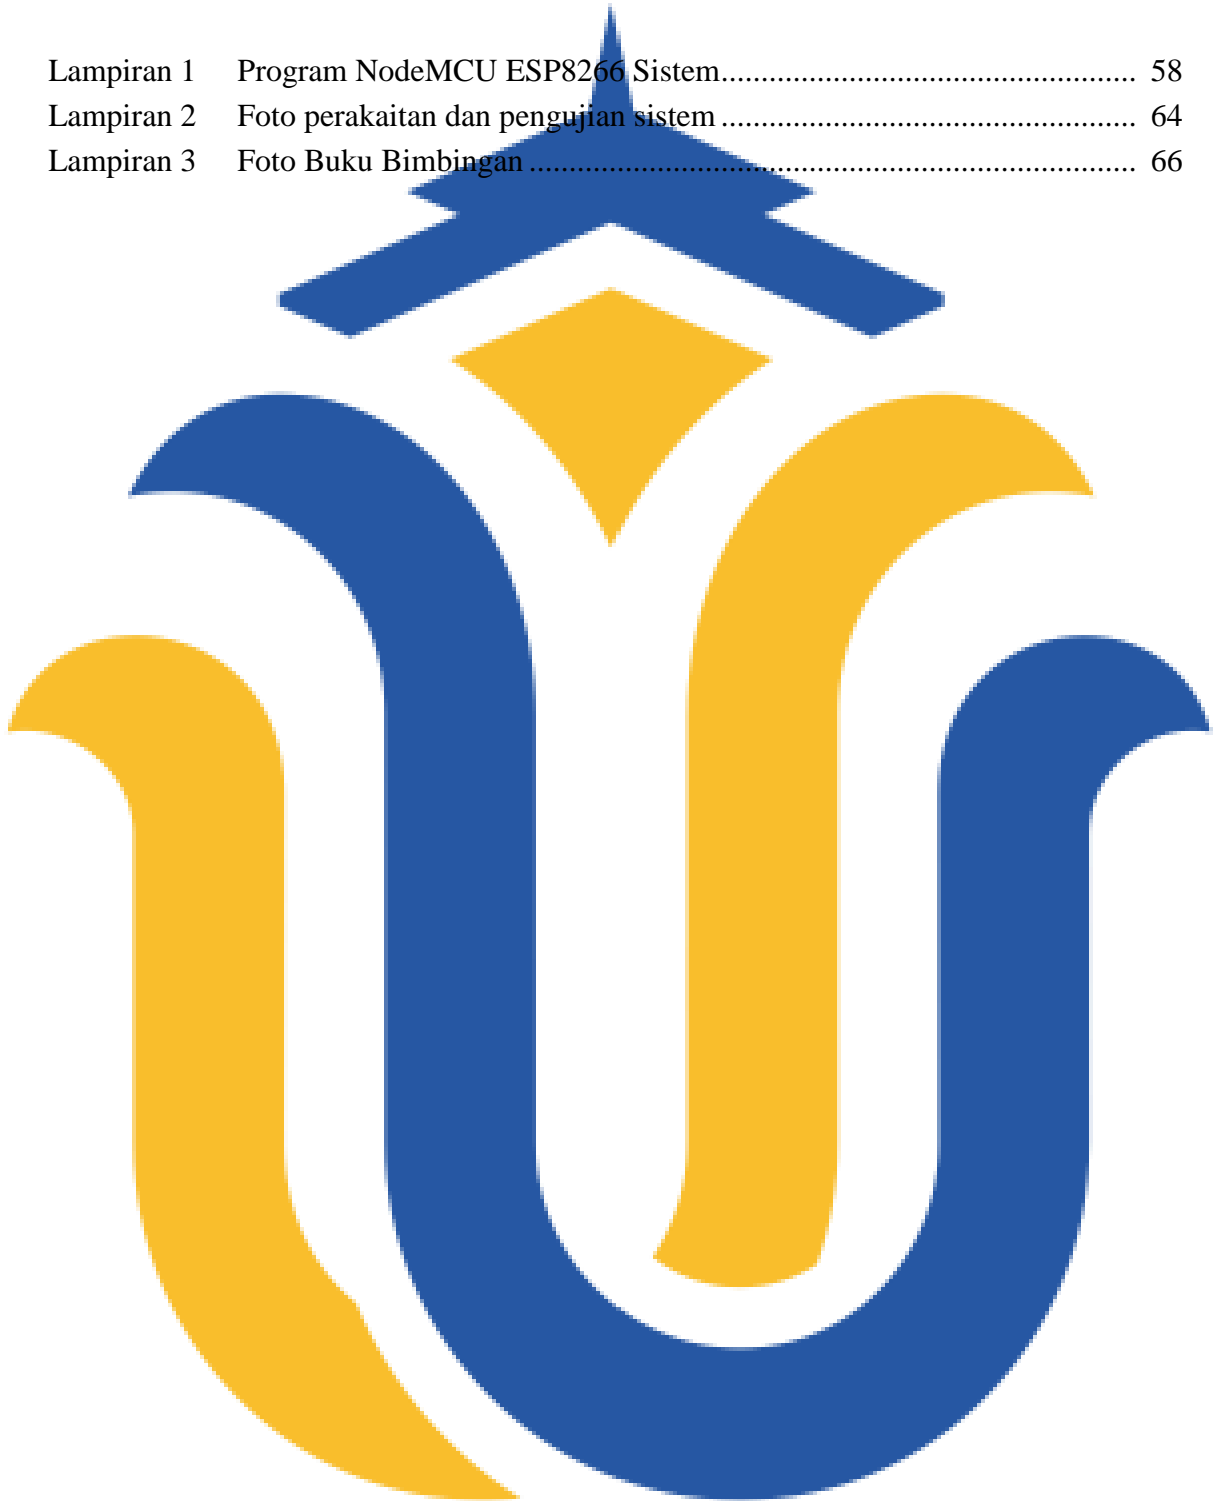 Lampiran 1 Program NodeMCU ESP8266 Sistem.................................................... 58
Lampiran 2 Foto perakaitan dan pengujian sistem .................................................... 64
Lampiran 3 Foto Buku Bimbingan ............................................................................ 66